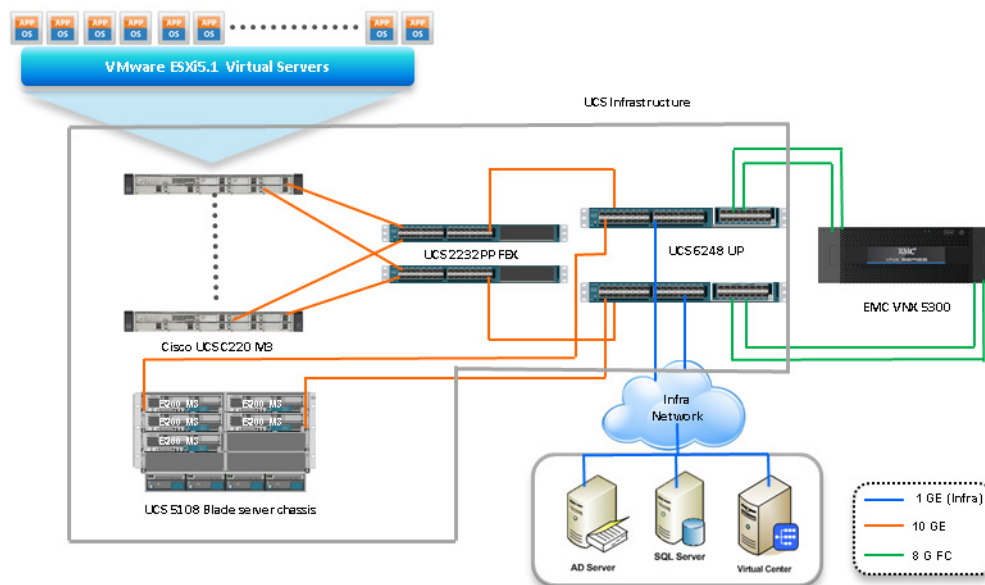 APP APP APP APP APP APP APP APP
OS OS OS OS OS OS OS OS
VMware ESXi5.1 Virtual Servers
UCS Infrastructure
UCS 2232PP FEX
UCS 6248 UP
EMC²
VNX SERIES
EMC VNX 5300
Cisco UCS C220 M3
B200 M3 B200 M3
B200 M3 B200 M3
B200 M3
UCS 5108 Blade server chassis
Infra
Network
AD Server
SQL Server
Virtual Center
1 GE (Infra)
10 GE
8 G FC